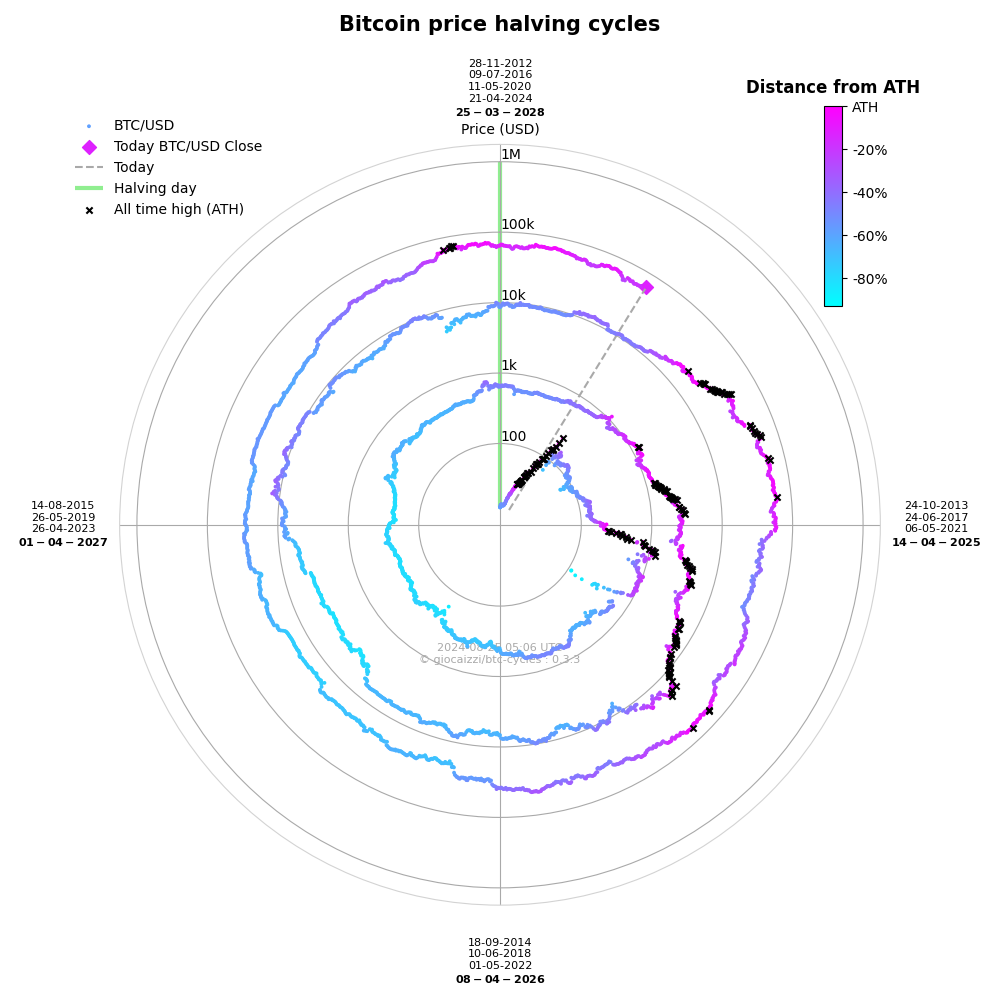 Bitcoin price halving cycles
28-11-2012
09-07-2016
11-05-2020
21-04-2024
25-03-2028
Price (USD)
Distance from ATH
ATH
-20%
-40%
-60%
-80%
BTC/USD
Today BTC/USD Close
Today
Halving day
All time high (ATH)
1M
100k
10k
1k
100
14-08-2015
26-05-2019
26-04-2023
01-04-2027
24-10-2013
24-06-2017
06-05-2021
14-04-2025
05:06
© giocaizzi/btc-cycles : 0.3.3
18-09-2014
10-06-2018
01-05-2022
08-04-2026